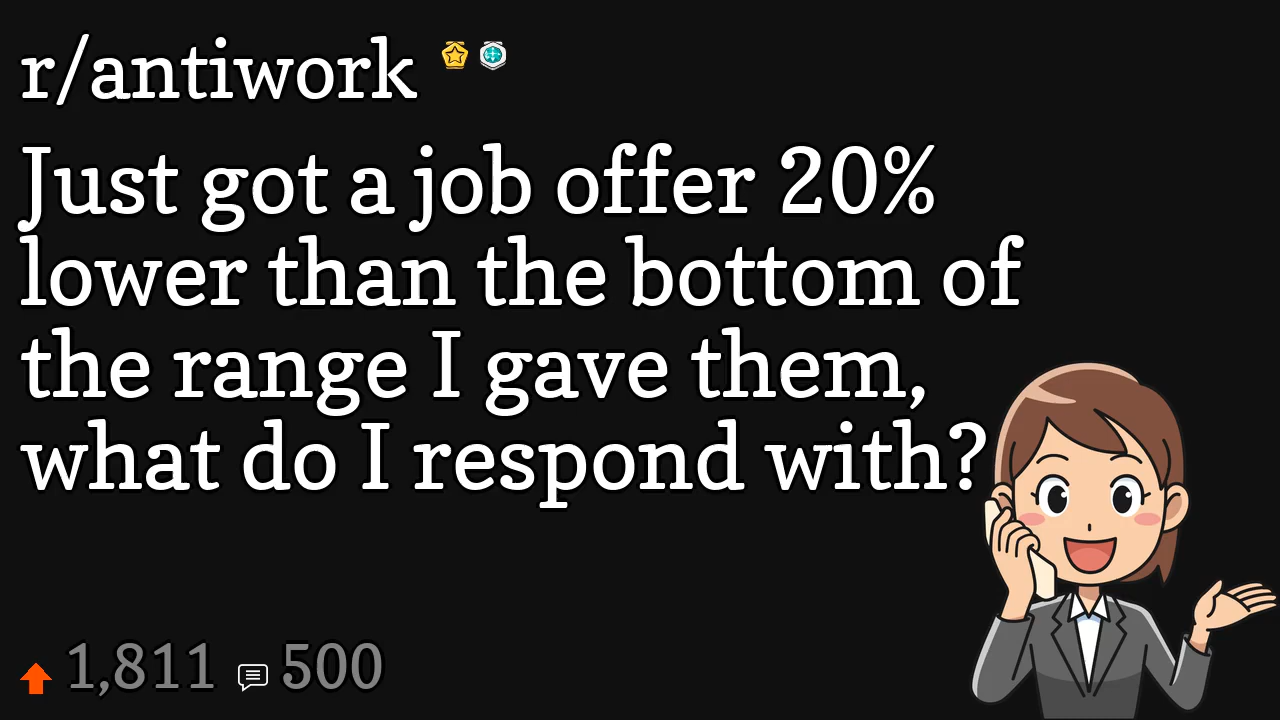 r/antiwork
Just got a job offer 20%
lower than the bottom of
the range I gave them,
what do I respond with?
1,811 500